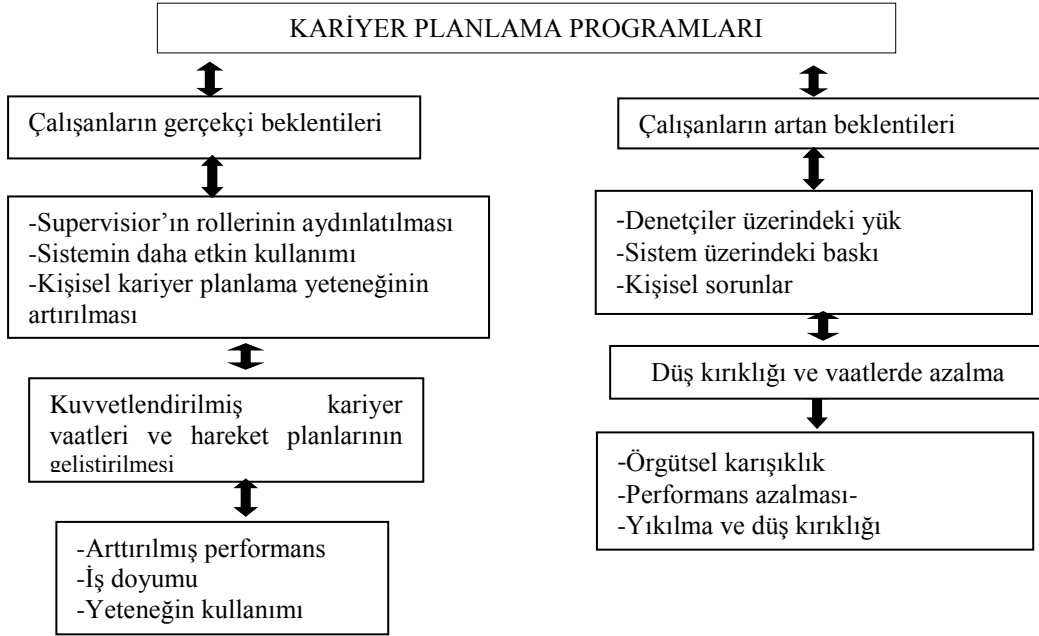 KARİYER PLANLAMA PROGRAMLARI
Çalışanların gerçekçi beklentileri
-Supervisior’ın rollerinin aydınlatılması
-Sistemin daha etkin kullanımı
-Kişisel kariyer planlama yeteneğinin
artırılması
Kuvvetlendirilmiş kariyer
vaatleri ve hareket planlarının
geliştirilmesi
-Arttırılmış performans
-İş doyumu
-Yeteneğin kullanımı
Çalışanların artan beklentileri
-Denetçiler üzerindeki yük
-Sistem üzerindeki baskı
-Kişisel sorunlar
Düş kırıklığı ve vaatlerde azalma
-Örgütsel karışıklık
-Performans azalması-
-Yıkılma ve düş kırıklığı